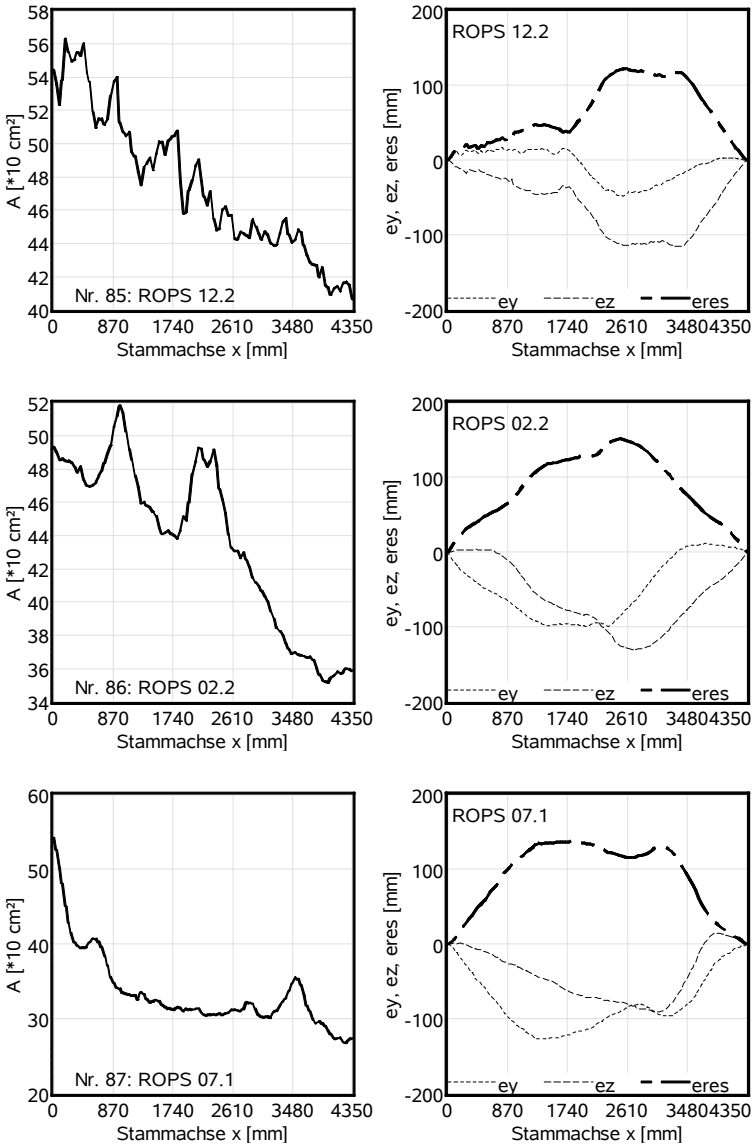 58
56
54
52
50
48
46
44
42
40
A [*10 cm²]
Nr. 85: ROPS 12.2
0 870 1740 2610 3480 4350
Stammachse x [mm]
200
100
0
-100
-200
ey, ez, eres [mm]
ROPS 12.2
ey ez eres
0 870 1740 2610 3480 4350
Stammachse x [mm]
52
50
48
46
44
42
40
38
36
34
A [*10 cm²]
Nr. 86: ROPS 02.2
0 870 1740 2610 3480 4350
Stammachse x [mm]
200
100
0
-100
-200
ey, ez, eres [mm]
ROPS 02.2
ey ez eres
0 870 1740 2610 3480 4350
Stammachse x [mm]
60
50
40
30
20
A [*10 cm²]
Nr. 87: ROPS 07.1
0 870 1740 2610 3480 4350
Stammachse x [mm]
200
100
0
-100
-200
ey, ez, eres [mm]
ROPS 07.1
ey ez eres
0 870 1740 2610 3480 4350
Stammachse x [mm]